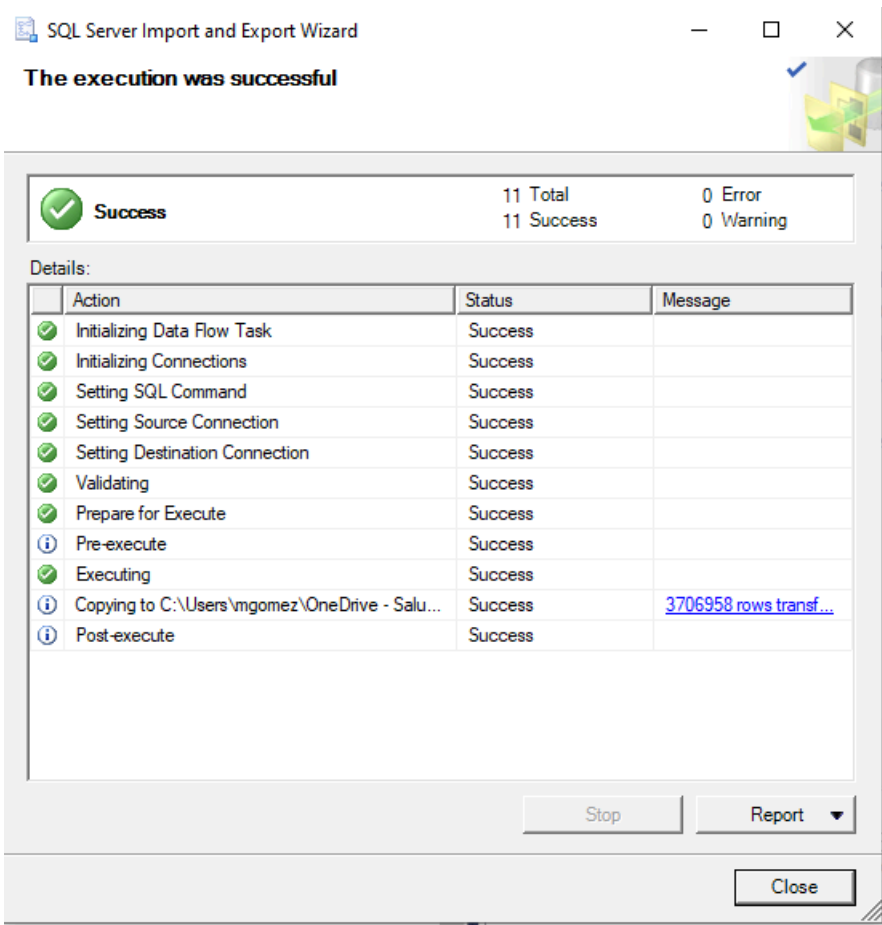 SQL Server Import and Export Wizard
The execution was successful
Success
11 Total 0 Error
11 Success 0 Warning
Details:
Action Status Message
Initializing Data Flow Task Success
Initializing Connections Success
Setting SQL Command Success
Setting Source Connection Success
Setting Destination Connection Success
Validating Success
Prepare for Execute Success
Pre-execute Success
Executing Success
Copying to C:\Users\mgomez\OneDrive - Salu... Success 3706958 rows transf...
Post-execute Success
Stop Report
Close